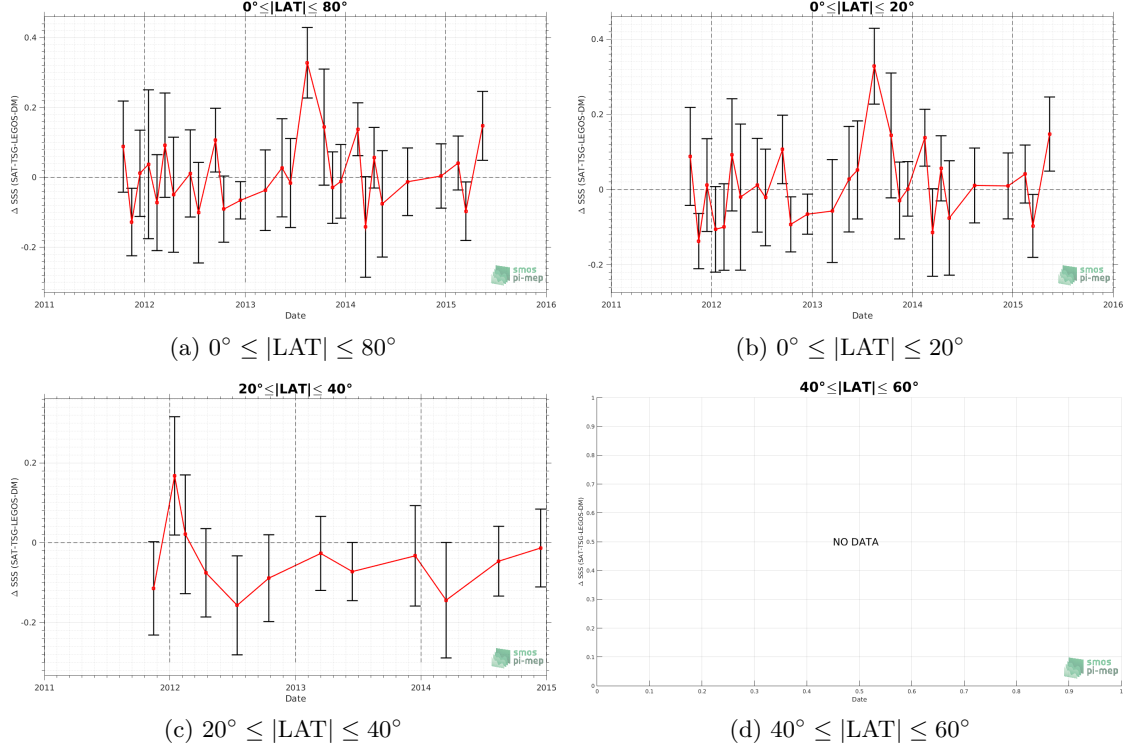 0°≤|LAT|≤ 80°
Δ SSS (SAT-TSG-LEGOS-DM)
0.4
0.2
0
-0.2
2011 2012 2013 2014 2015 2016
Date
smos
pi-mep
(a) 0° ≤ |LAT| ≤ 80°
0°≤|LAT|≤ 20°
Δ SSS (SAT-TSG-LEGOS-DM)
0.4
0.2
0
-0.2
2011 2012 2013 2014 2015 2016
Date
smos
pi-mep
(b) 0° ≤ |LAT| ≤ 20°
20°≤|LAT|≤ 40°
Δ SSS (SAT-TSG-LEGOS-DM)
0.2
0
-0.2
2011 2012 2013 2014 2015
Date
smos
pi-mep
(c) 20° ≤ |LAT| ≤ 40°
40°≤|LAT|≤ 60°
Δ SSS (SAT-TSG-LEGOS-DM)
1
0.9
0.8
0.7
0.6
0.5
0.4
0.3
0.2
0.1
0
NO DATA
0 0.1 0.2 0.3 0.4 0.5 0.6 0.7 0.8 0.9 1
Date
smos
pi-mep
(d) 40° ≤ |LAT| ≤ 60°